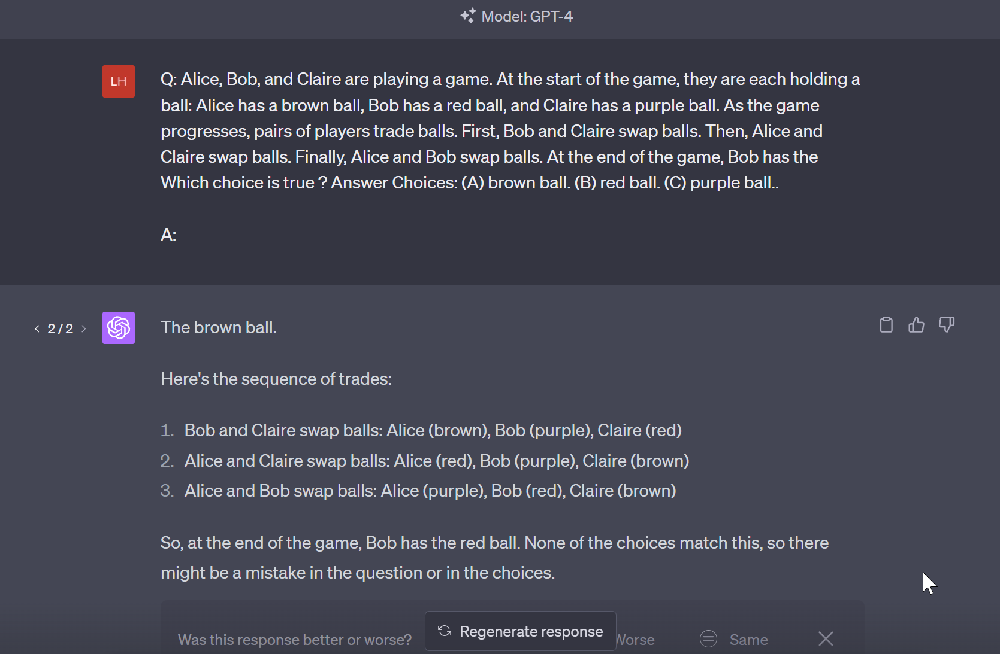 Model: GPT-4
LH
Q: Alice, Bob, and Claire are playing a game. At the start of the game, they are each holding a
ball: Alice has a brown ball, Bob has a red ball, and Claire has a purple ball. As the game
progresses, pairs of players trade balls. First, Bob and Claire swap balls. Then, Alice and
Claire swap balls. Finally, Alice and Bob swap balls. At the end of the game, Bob has the
Which choice is true ? Answer Choices: (A) brown ball. (B) red ball. (C) purple ball..
A:
< 2 / 2 >
The brown ball.
Here's the sequence of trades:
1. Bob and Claire swap balls: Alice (brown), Bob (purple), Claire (red)
2. Alice and Claire swap balls: Alice (red), Bob (purple), Claire (brown)
3. Alice and Bob swap balls: Alice (purple), Bob (red), Claire (brown)
So, at the end of the game, Bob has the red ball. None of the choices match this, so there
might be a mistake in the question or in the choices.
Was this response better or worse? Regenerate response Worse Same